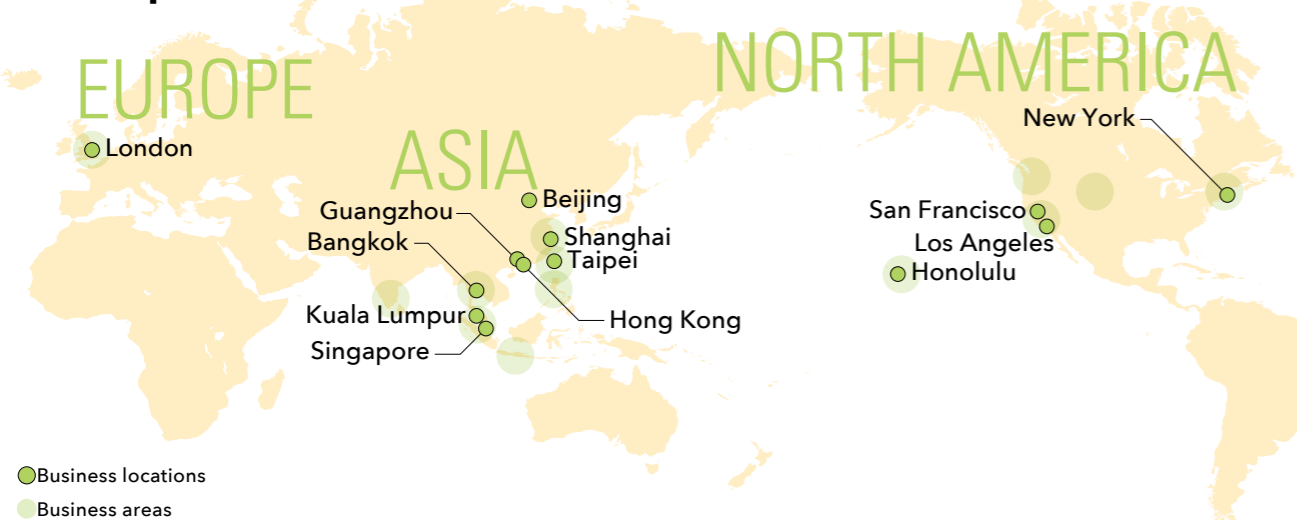 NORTH AMERICA
EUROPE
New York
ASIA
London
Beijing
Guangzhou
San Francisco
Bangkok
Shanghai
Los Angeles
Taipei
Honolulu
Kuala Lumpur
Hong Kong
Singapore
Business locations
Business areas